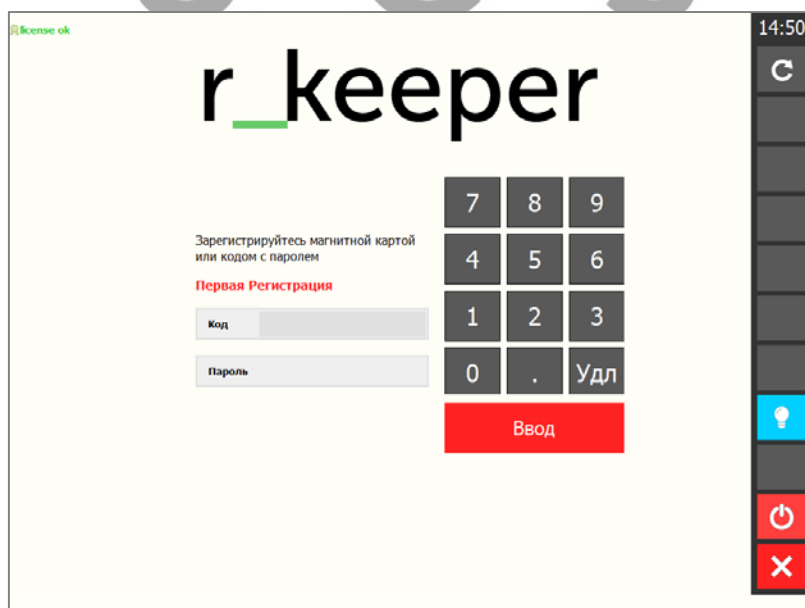 license ok
14:50
r_keeper
7 8 9
Зарегистрируйтесь магнитной картой
или кодом с паролем
4 5 6
Первая Регистрация
Код
1 2 3
Пароль
0 . Удл
Ввод